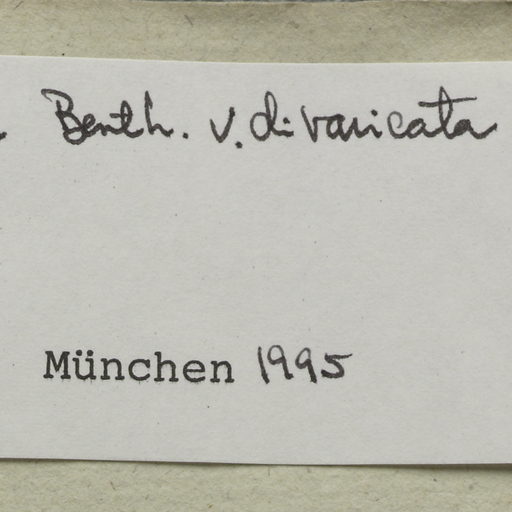 Benth. v. divaricata
München 1995